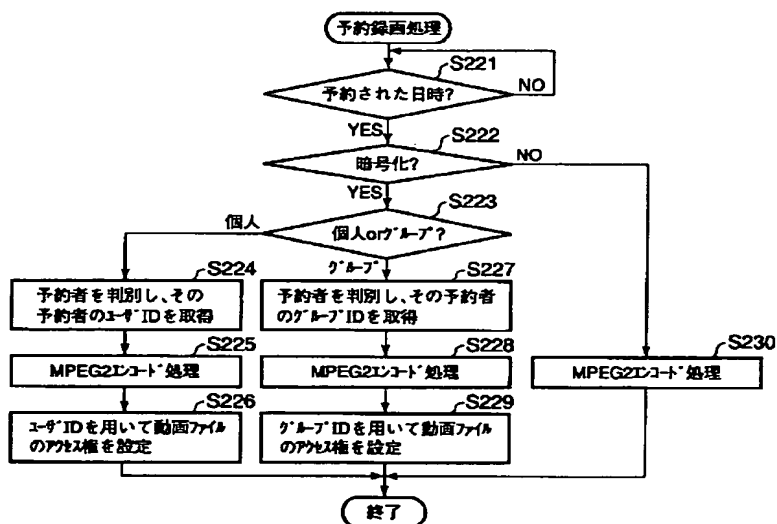 予約録画処理
S221
予約された日時?
NO
YES
S222
暗号化?
NO
YES
S223
個人orグループ?
個人
グループ
S224
予約者を判別し、その
予約者のユーザIDを取得
S227
予約者を判別し、その予約者
のグループIDを取得
S225
MPEG2エンコード処理
S228
MPEG2エンコード処理
S230
MPEG2エンコード処理
S226
ユーザIDを用いて動画ファイル
のアクセス権を設定
S229
グループIDを用いて動画ファイル
のアクセス権を設定
終了